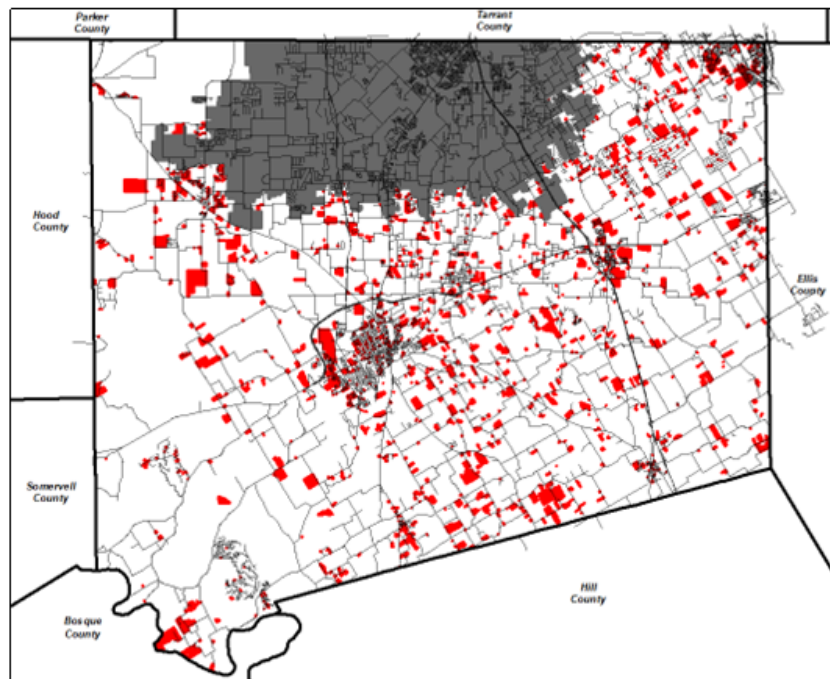 Parker
County
Tarrant
County
Hood
County
Ellis
County
Somervell
County
Hill
County
Bosque
County